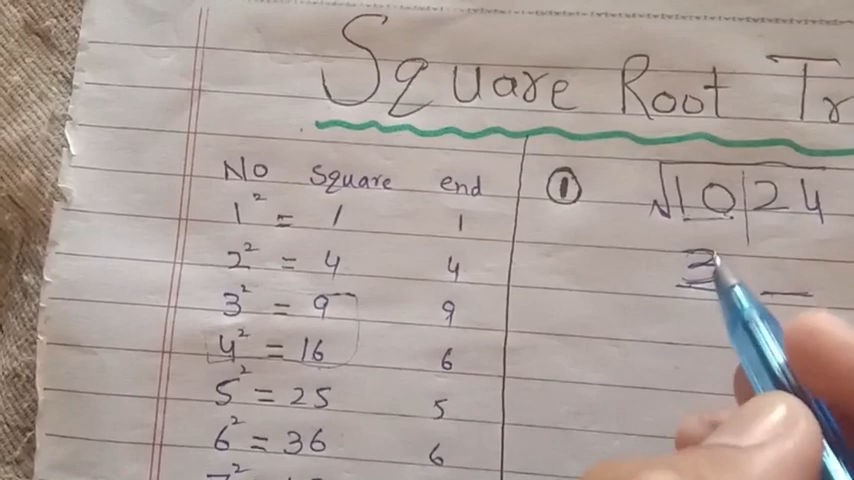 Square Root Tr
No Square end
1² = 1 1
2² = 4 4
3² = 9 9
4² = 16 6
5² = 25 5
6² = 36 6
① √10|24
3 _